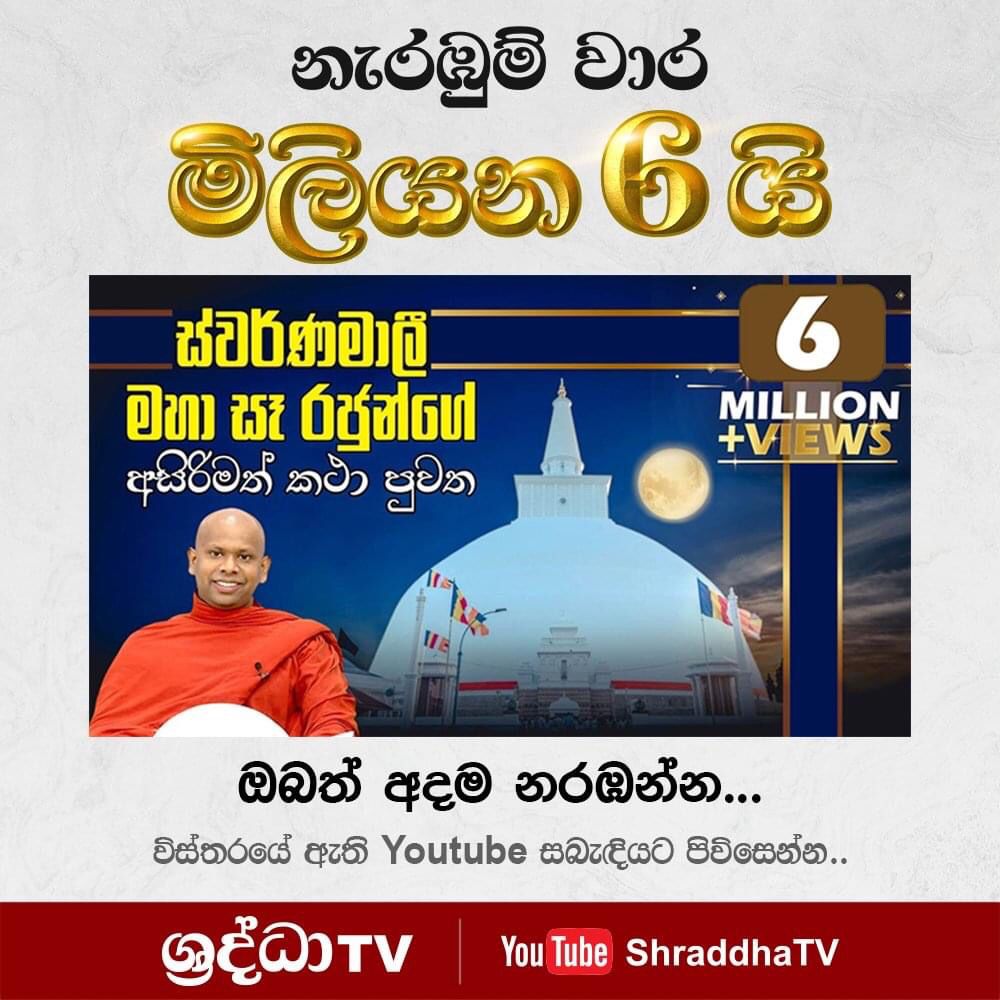 නැරඹුම් වාර
මිලියන 6 යි
ස්වර්ණමාලී
මහා සෑ රජුන්ගේ
අසිරිමත් කථා පුවත
6
MILLION
+VIEWS
ඔබත් අදම නරඹන්න...
විස්තරයේ ඇති Youtube සබැඳියට පිවිසෙන්න..
ශ්‍රද්ධා TV
YouTube ShraddhaTV